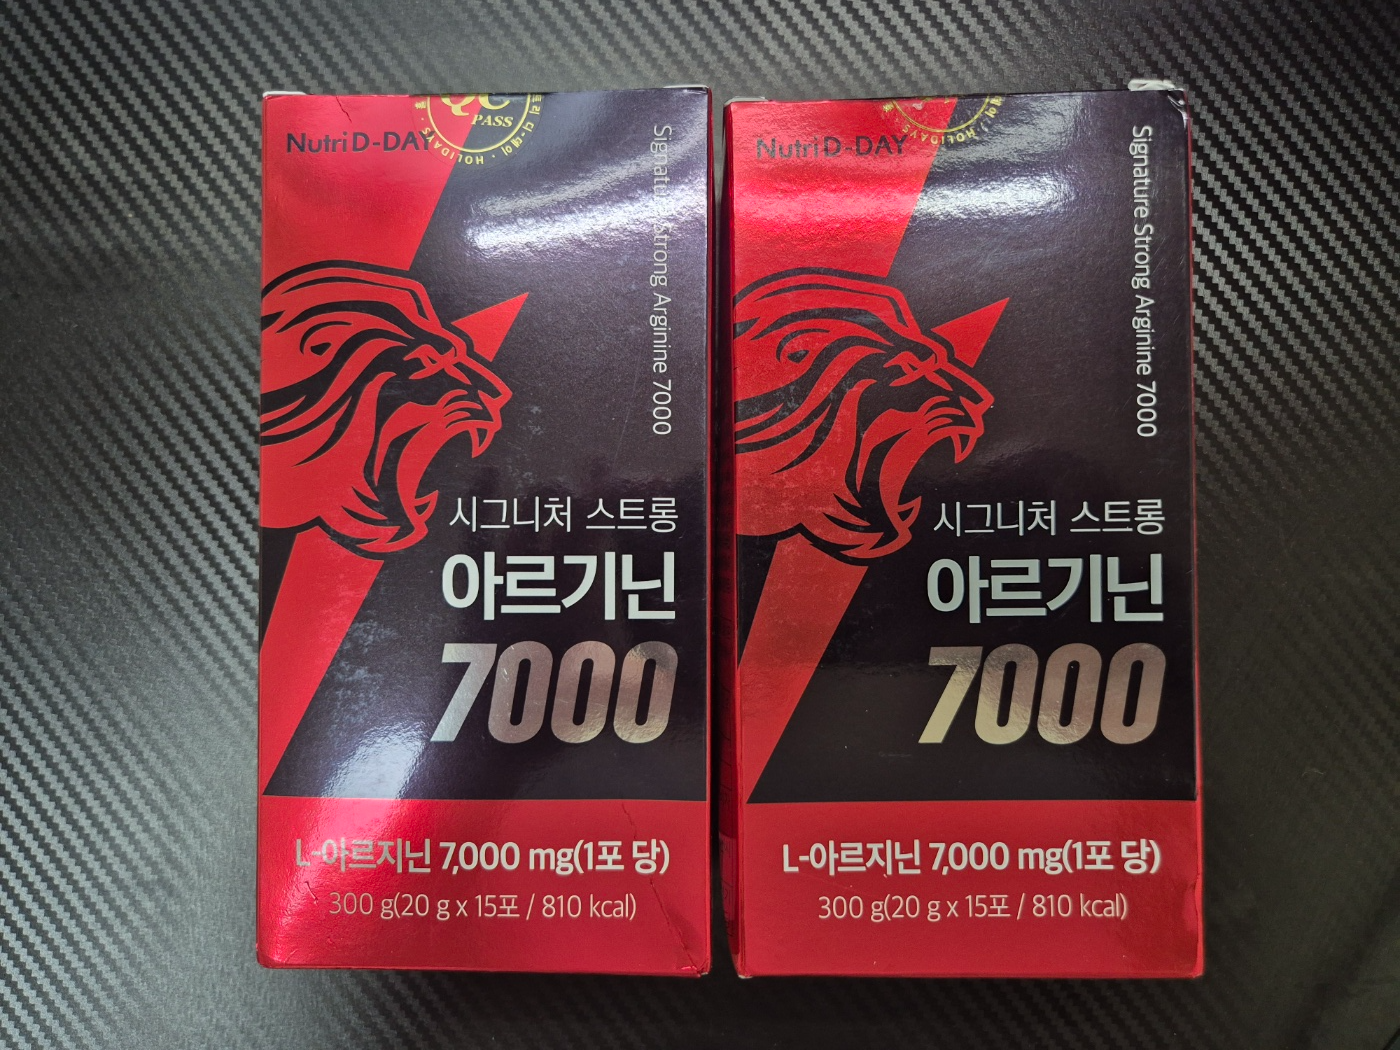 Nutri D-DAY
QC
PASS
HOLIDAYS
Signature Strong Arginine 7000
시그니처 스트롱
아르기닌
7000
L-아르지닌 7,000 mg(1포 당)
300 g(20 g x 15포 / 810 kcal)
Nutri D-DAY
HOLIDAYS
Signature Strong Arginine 7000
시그니처 스트롱
아르기닌
7000
L-아르지닌 7,000 mg(1포 당)
300 g(20 g x 15포 / 810 kcal)